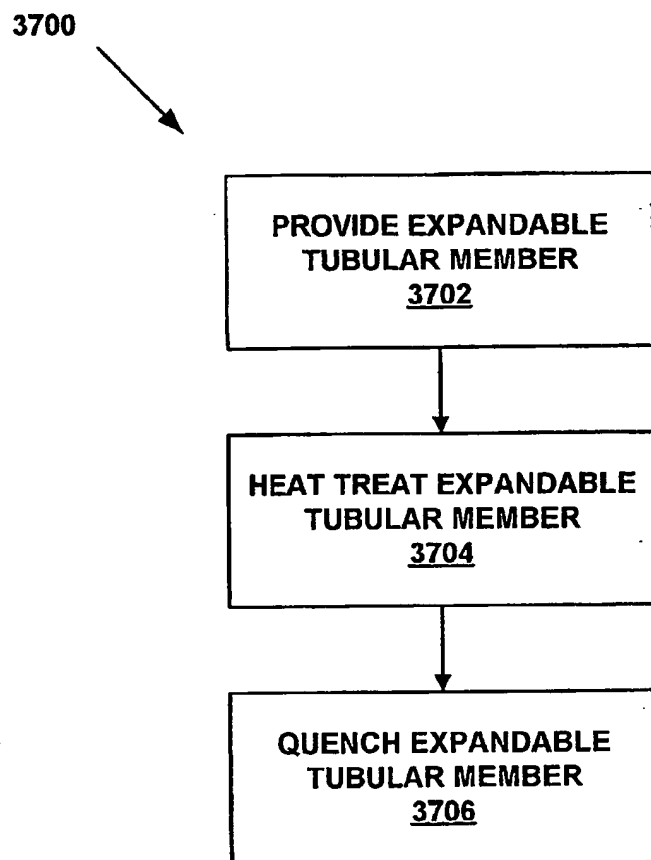 3700
PROVIDE EXPANDABLE
TUBULAR MEMBER
3702
HEAT TREAT EXPANDABLE
TUBULAR MEMBER
3704
QUENCH EXPANDABLE
TUBULAR MEMBER
3706